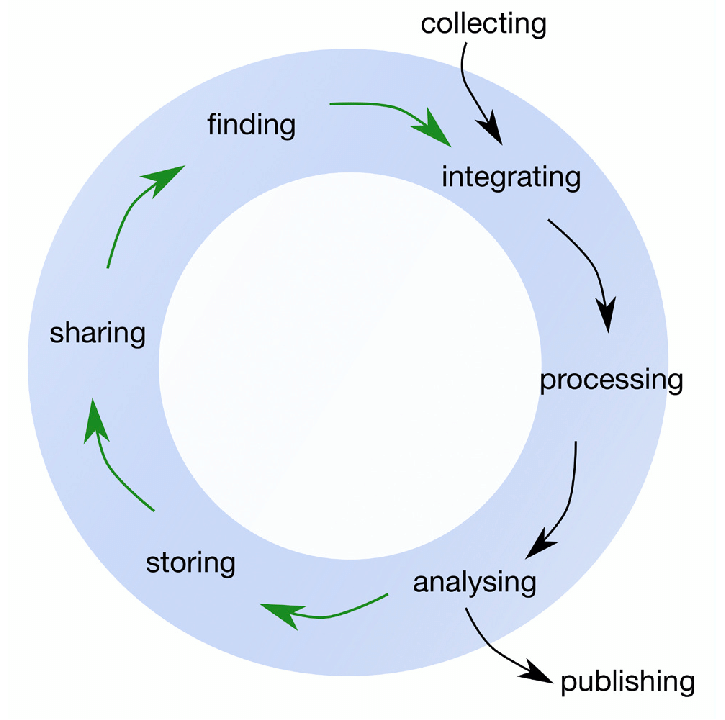 collecting
finding
integrating
sharing
processing
storing
analysing
publishing